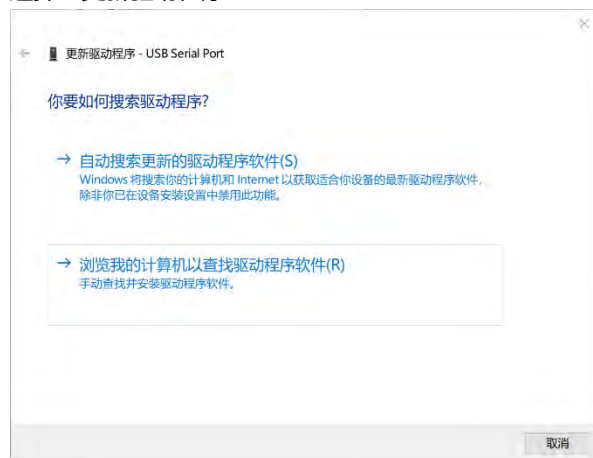 更新驱动程序 - USB Serial Port
你要如何搜索驱动程序?
→ 自动搜索更新的驱动程序软件(S)
Windows 将搜索你的计算机和 Internet 以获取适合你设备的最新驱动程序软件,
除非你已在设备安装设置中禁用此功能。
→ 浏览我的计算机以查找驱动程序软件(R)
手动查找并安装驱动程序软件。
取消